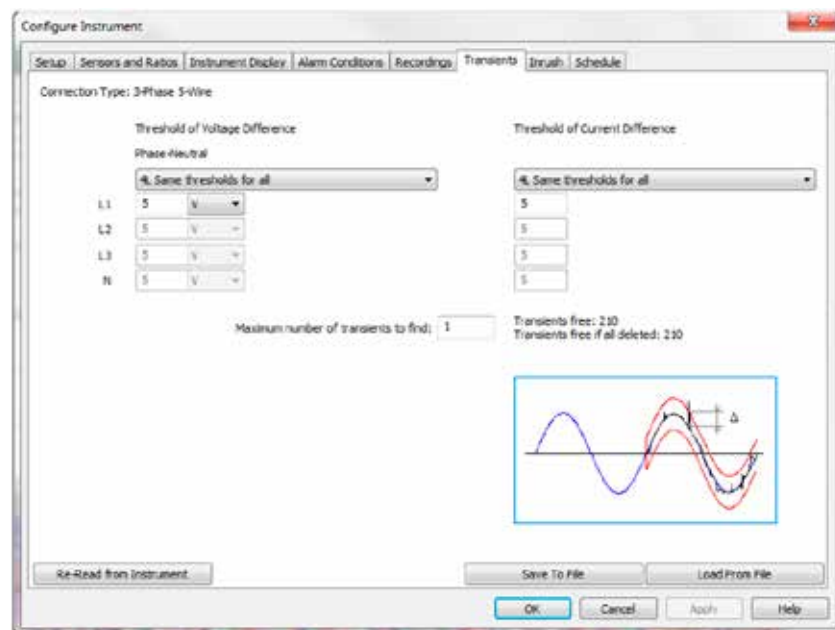 Configure Instrument
Setup Sensors and Ratios Instrument Display Alarm Conditions Recordings Transients Inrush Schedule
Connection Type: 3-Phase 5-Wire
Threshold of Voltage Difference Threshold of Current Difference
Phase-Neutral
4L Same thresholds for all 4L Same thresholds for all
L1 5 V 5
L2 5 V 5
L3 5 V 5
N 5 V 5
Maximum number of transients to find: 1 Transients free: 210
Transients free if all deleted: 210
Δ
Re-Read from Instrument Save To File Load From File
OK Cancel Apply Help